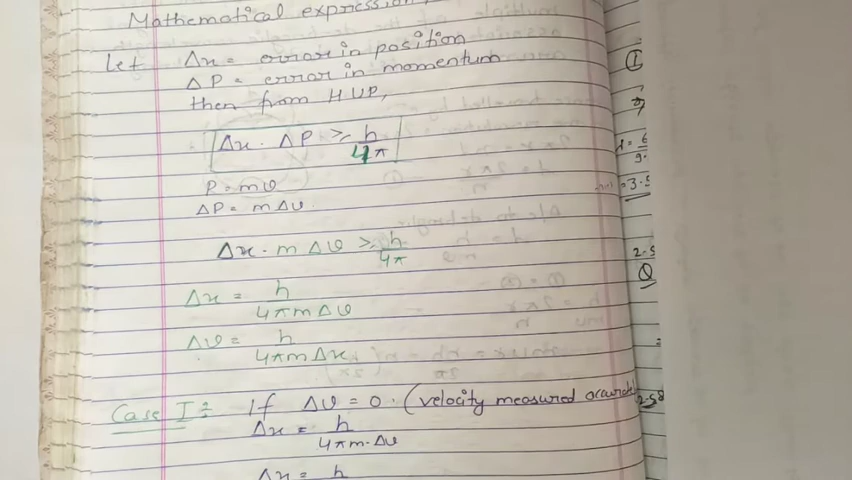 Mathematical expression
Let Δx = error in position
ΔP = error in momentum
then from HUP,
Δx · ΔP ≥ h/4π
P = mv
ΔP = mΔv
Δx · mΔv ≥ h/4π
Δx = h/4πmΔv
Δv = h/4πmΔx
Case I :- If Δv = 0 · (velocity measured
Δx = h/4πm·Δv
Δx = h